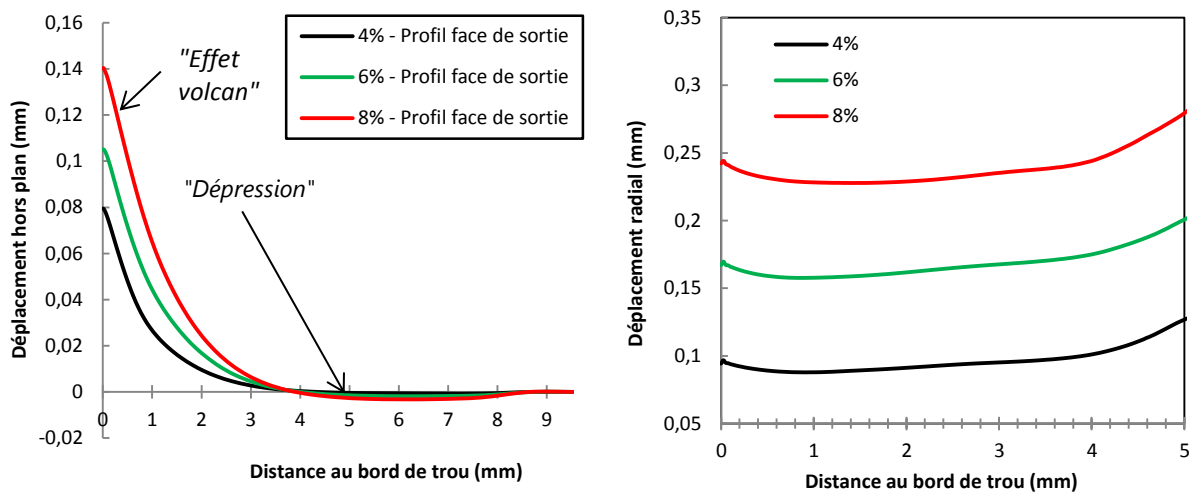 0,16
0,14
0,12
0,1
0,08
0,06
0,04
0,02
0
-0,02
Déplacement hors plan (mm)
"Effet
volcan"
4% - Profil face de sortie
6% - Profil face de sortie
8% - Profil face de sortie
"Dépression"
0 1 2 3 4 5 6 7 8 9
Distance au bord de trou (mm)
0,35
0,3
0,25
0,2
0,15
0,1
0,05
Déplacement radial (mm)
4%
6%
8%
0 1 2 3 4 5
Distance au bord de trou (mm)